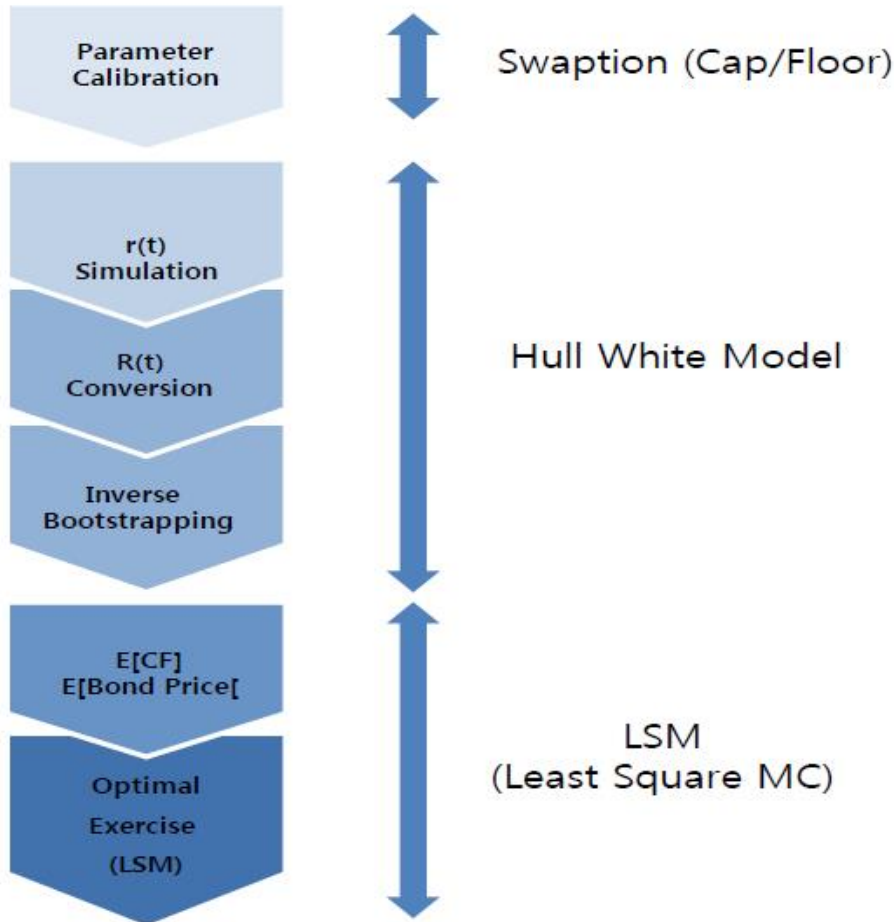 Parameter
Calibration
Swaption (Cap/Floor)
r(t)
Simulation
R(t)
Conversion
Hull White Model
Inverse
Bootstrapping
E[CF]
E[Bond Price[
LSM
(Least Square MC)
Optimal
Exercise
(LSM)